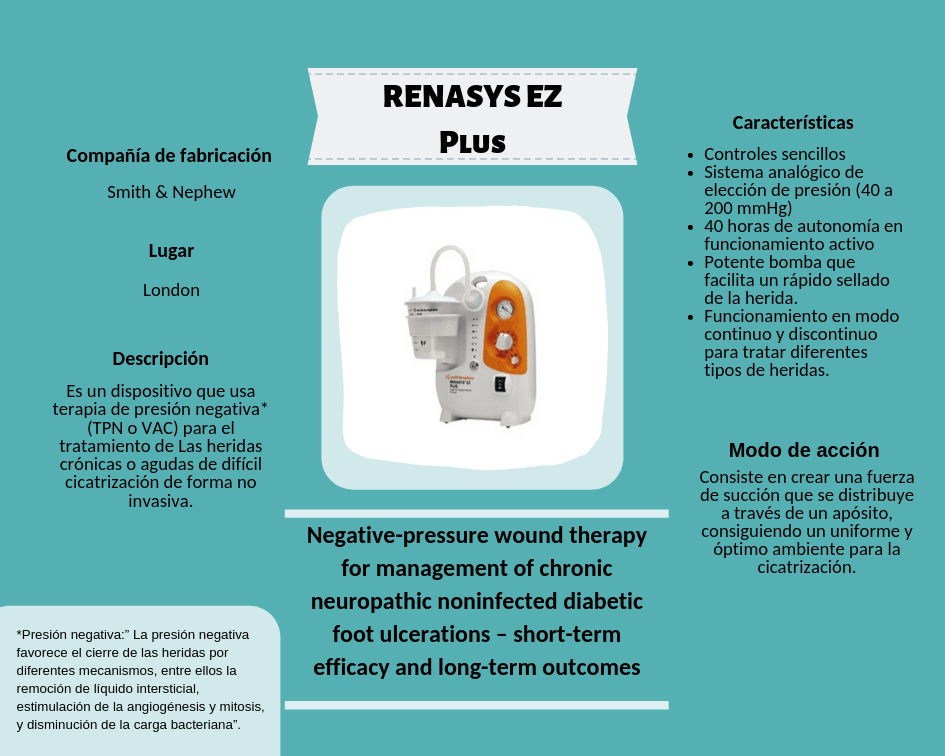 RENASYS EZ
Plus
Compañía de fabricación
Smith & Nephew
Lugar
London
Descripción
Es un dispositivo que usa
terapia de presión negativa*
(TPN o VAC) para el
tratamiento de Las heridas
crónicas o agudas de difícil
cicatrización de forma no
invasiva.
*Presión negativa:” La presión negativa
favorece el cierre de las heridas por
diferentes mecanismos, entre ellos la
remoción de líquido intersticial,
estimulación de la angiogénesis y mitosis,
y disminución de la carga bacteriana”.
RENASYS EZ
PLUS
Negative-pressure wound therapy
for management of chronic
neuropathic noninfected diabetic
foot ulcerations – short-term
efficacy and long-term outcomes
Características
Controles sencillos
Sistema analógico de
elección de presión (40 a
200 mmHg)
40 horas de autonomía en
funcionamiento activo
Potente bomba que
facilita un rápido sellado
de la herida.
Funcionamiento en modo
continuo y discontinuo
para tratar diferentes
tipos de heridas.
Modo de acción
Consiste en crear una fuerza
de succión que se distribuye
a través de un apósito,
consiguiendo un uniforme y
óptimo ambiente para la
cicatrización.